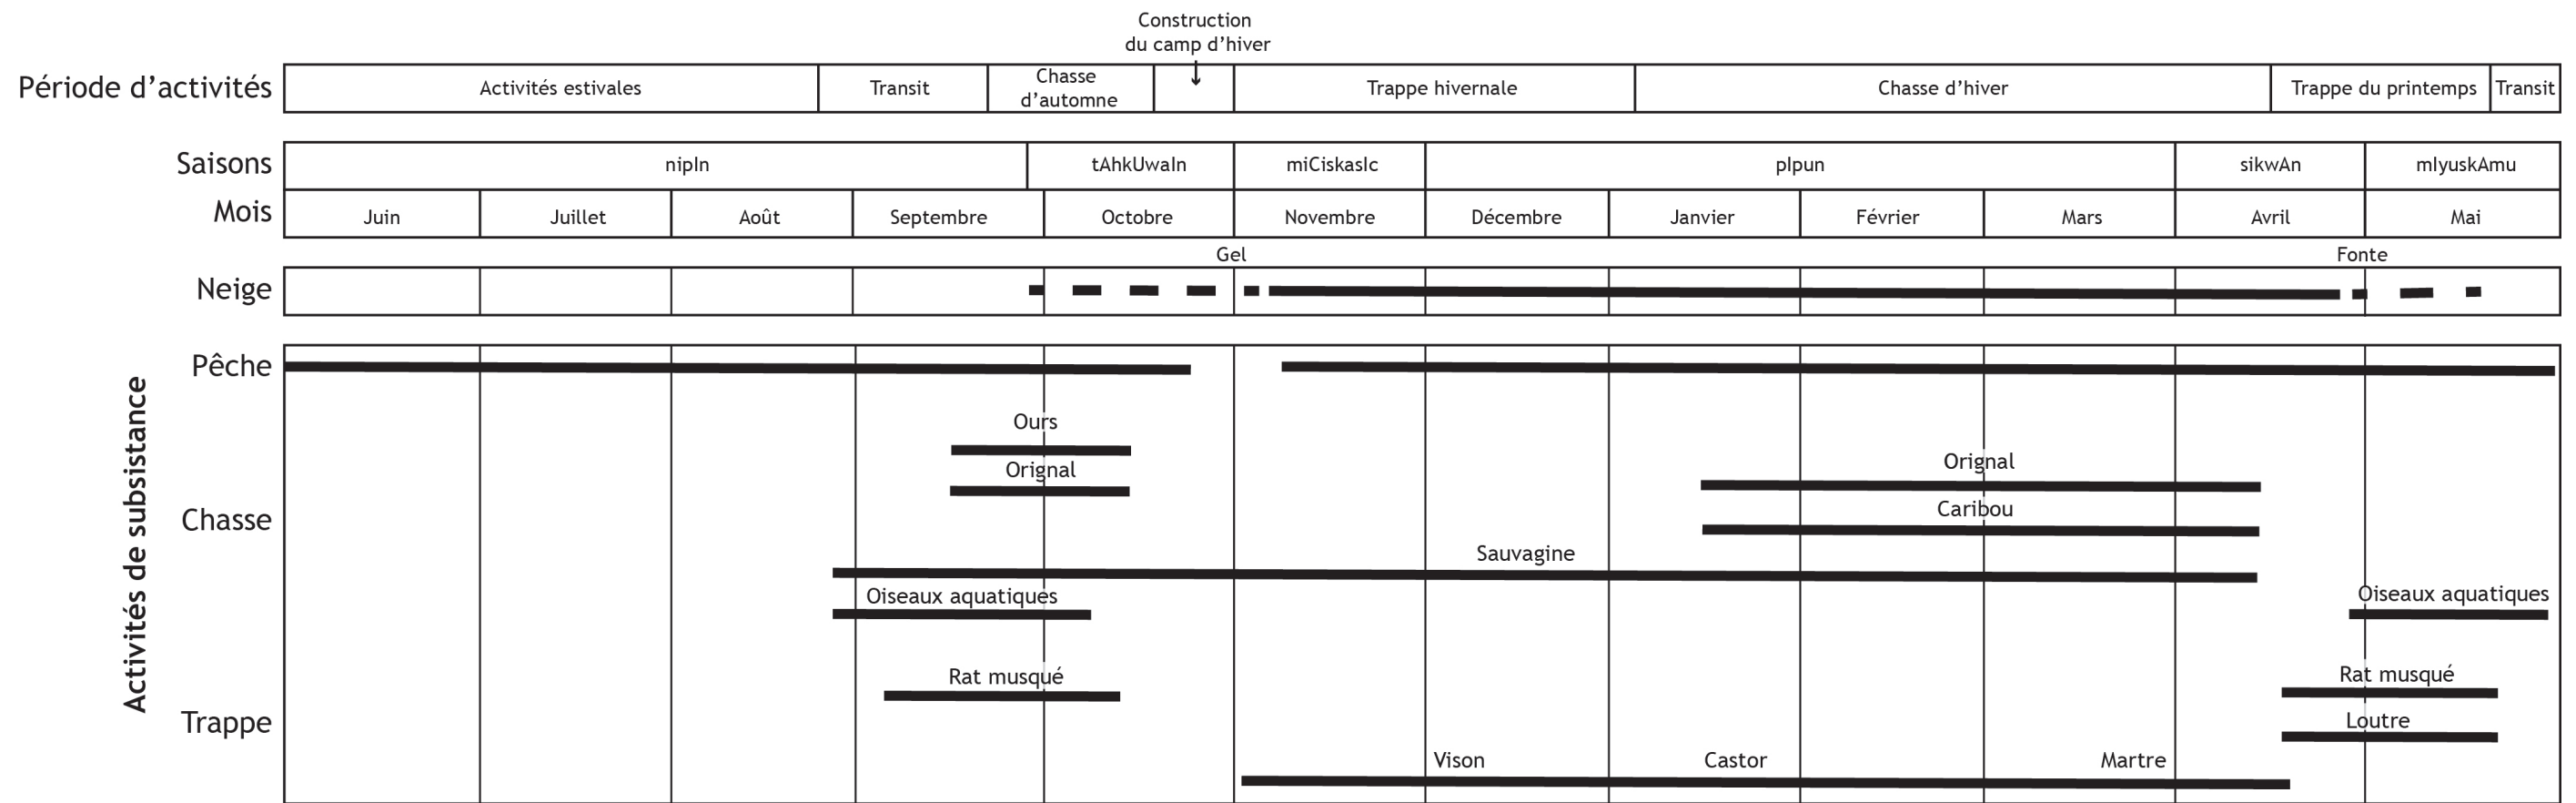 Construction
du camp d’hiver
Période d’activités
Activités estivales
Transit
Chasse
d’automne
Trappe hivernale
Chasse d’hiver
Trappe du printemps
Transit
Saisons
nipIn
tAhkUwaIn
miCiskasIc
pIpun
sikwAn
mIyuskAmu
Mois
Juin
Juillet
Août
Septembre
Octobre
Novembre
Décembre
Janvier
Février
Mars
Avril
Mai
Gel
Fonte
Neige
Activités de subsistance
Pêche
Chasse
Ours
Orignal
Orignal
Caribou
Sauvagine
Oiseaux aquatiques
Oiseaux aquatiques
Trappe
Rat musqué
Rat musqué
Loutre
Vison
Castor
Martre